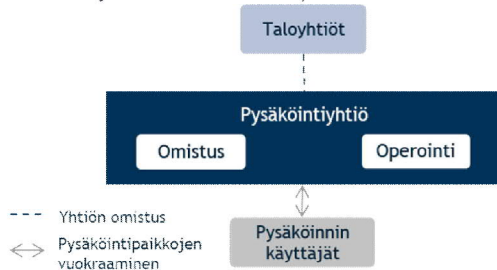 Taloyhtiöt
Pysäköintiyhtiö
Omistus Operointi
Yhtiön omistus
Pysäköintipaikkojen
vuokraaminen
Pysäköinnin
käyttäjät